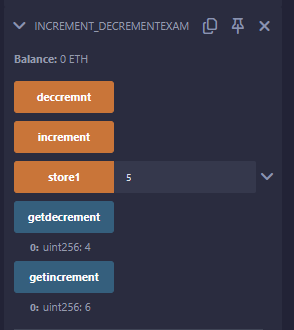 INCREMENT_DECREMENTEXAM
Balance: 0 ETH
deccremnt
increment
store1 5
getdecrement
0: uint256: 4
getincrement
0: uint256: 6